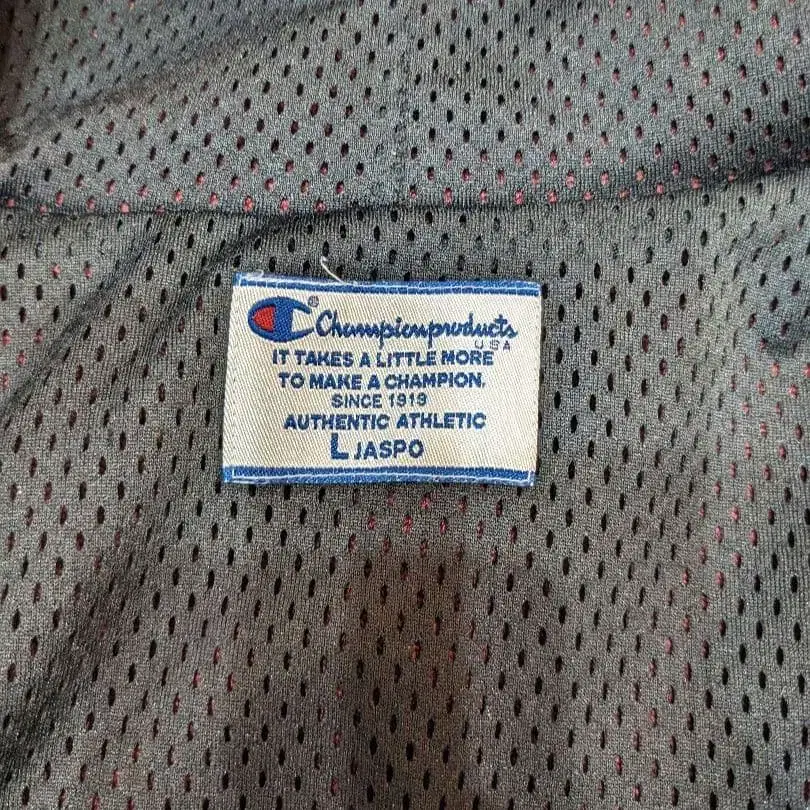 C® Championproducts
USA
IT TAKES A LITTLE MORE
TO MAKE A CHAMPION.
SINCE 1919
AUTHENTIC ATHLETIC
L JASPO